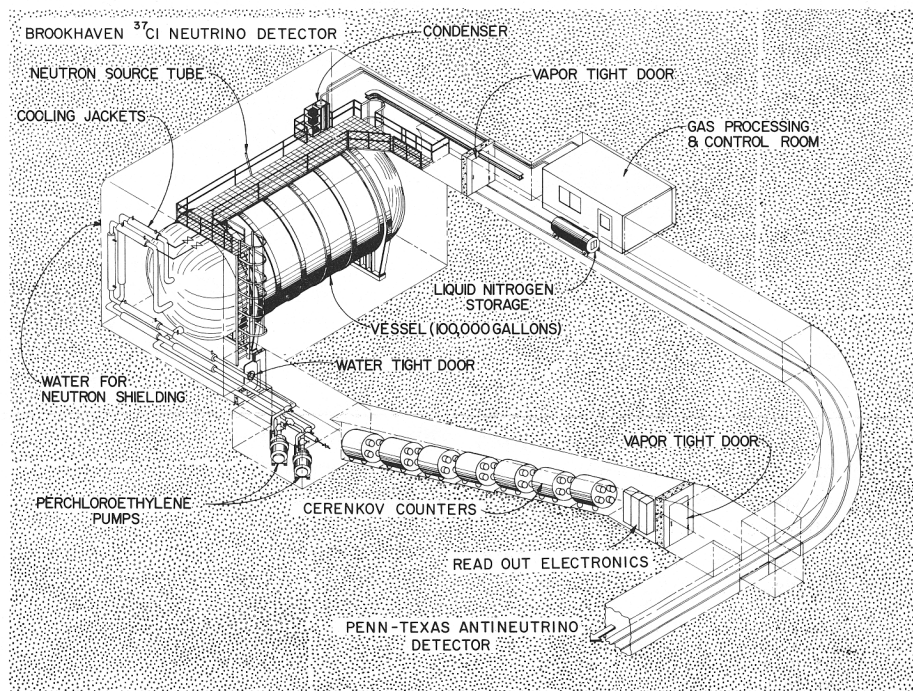 BROOKHAVEN ³⁷Cl NEUTRINO DETECTOR
CONDENSER
NEUTRON SOURCE TUBE
VAPOR TIGHT DOOR
COOLING JACKETS
GAS PROCESSING
& CONTROL ROOM
LIQUID NITROGEN
STORAGE
VESSEL (100,000 GALLONS)
WATER TIGHT DOOR
WATER FOR
NEUTRON SHIELDING
VAPOR TIGHT DOOR
PERCHLOROETHYLENE
PUMPS
CERENKOV COUNTERS
READ OUT ELECTRONICS
PENN-TEXAS ANTINEUTRINO
DETECTOR